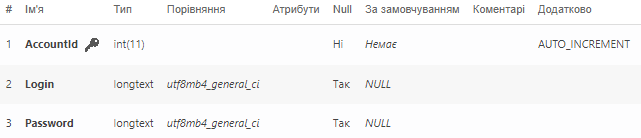 # Ім'я Тип Порівняння Атрибути Null За замовчуванням Коментарі Додатково
1 AccountId int(11) Ні Немає AUTO_INCREMENT
2 Login longtext utf8mb4_general_ci Так NULL
3 Password longtext utf8mb4_general_ci Так NULL